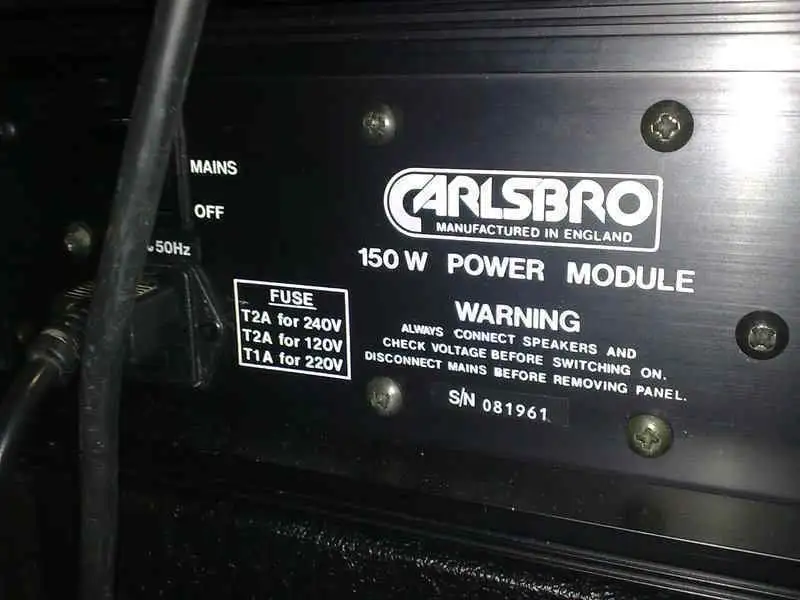 MAINS
OFF
50Hz
FUSE
T2A for 240V
T2A for 120V
T1A for 220V
CARLSBRO
MANUFACTURED IN ENGLAND
150W POWER MODULE
WARNING
ALWAYS CONNECT SPEAKERS AND
CHECK VOLTAGE BEFORE SWITCHING ON.
DISCONNECT MAINS BEFORE REMOVING PANEL.
S/N 081961